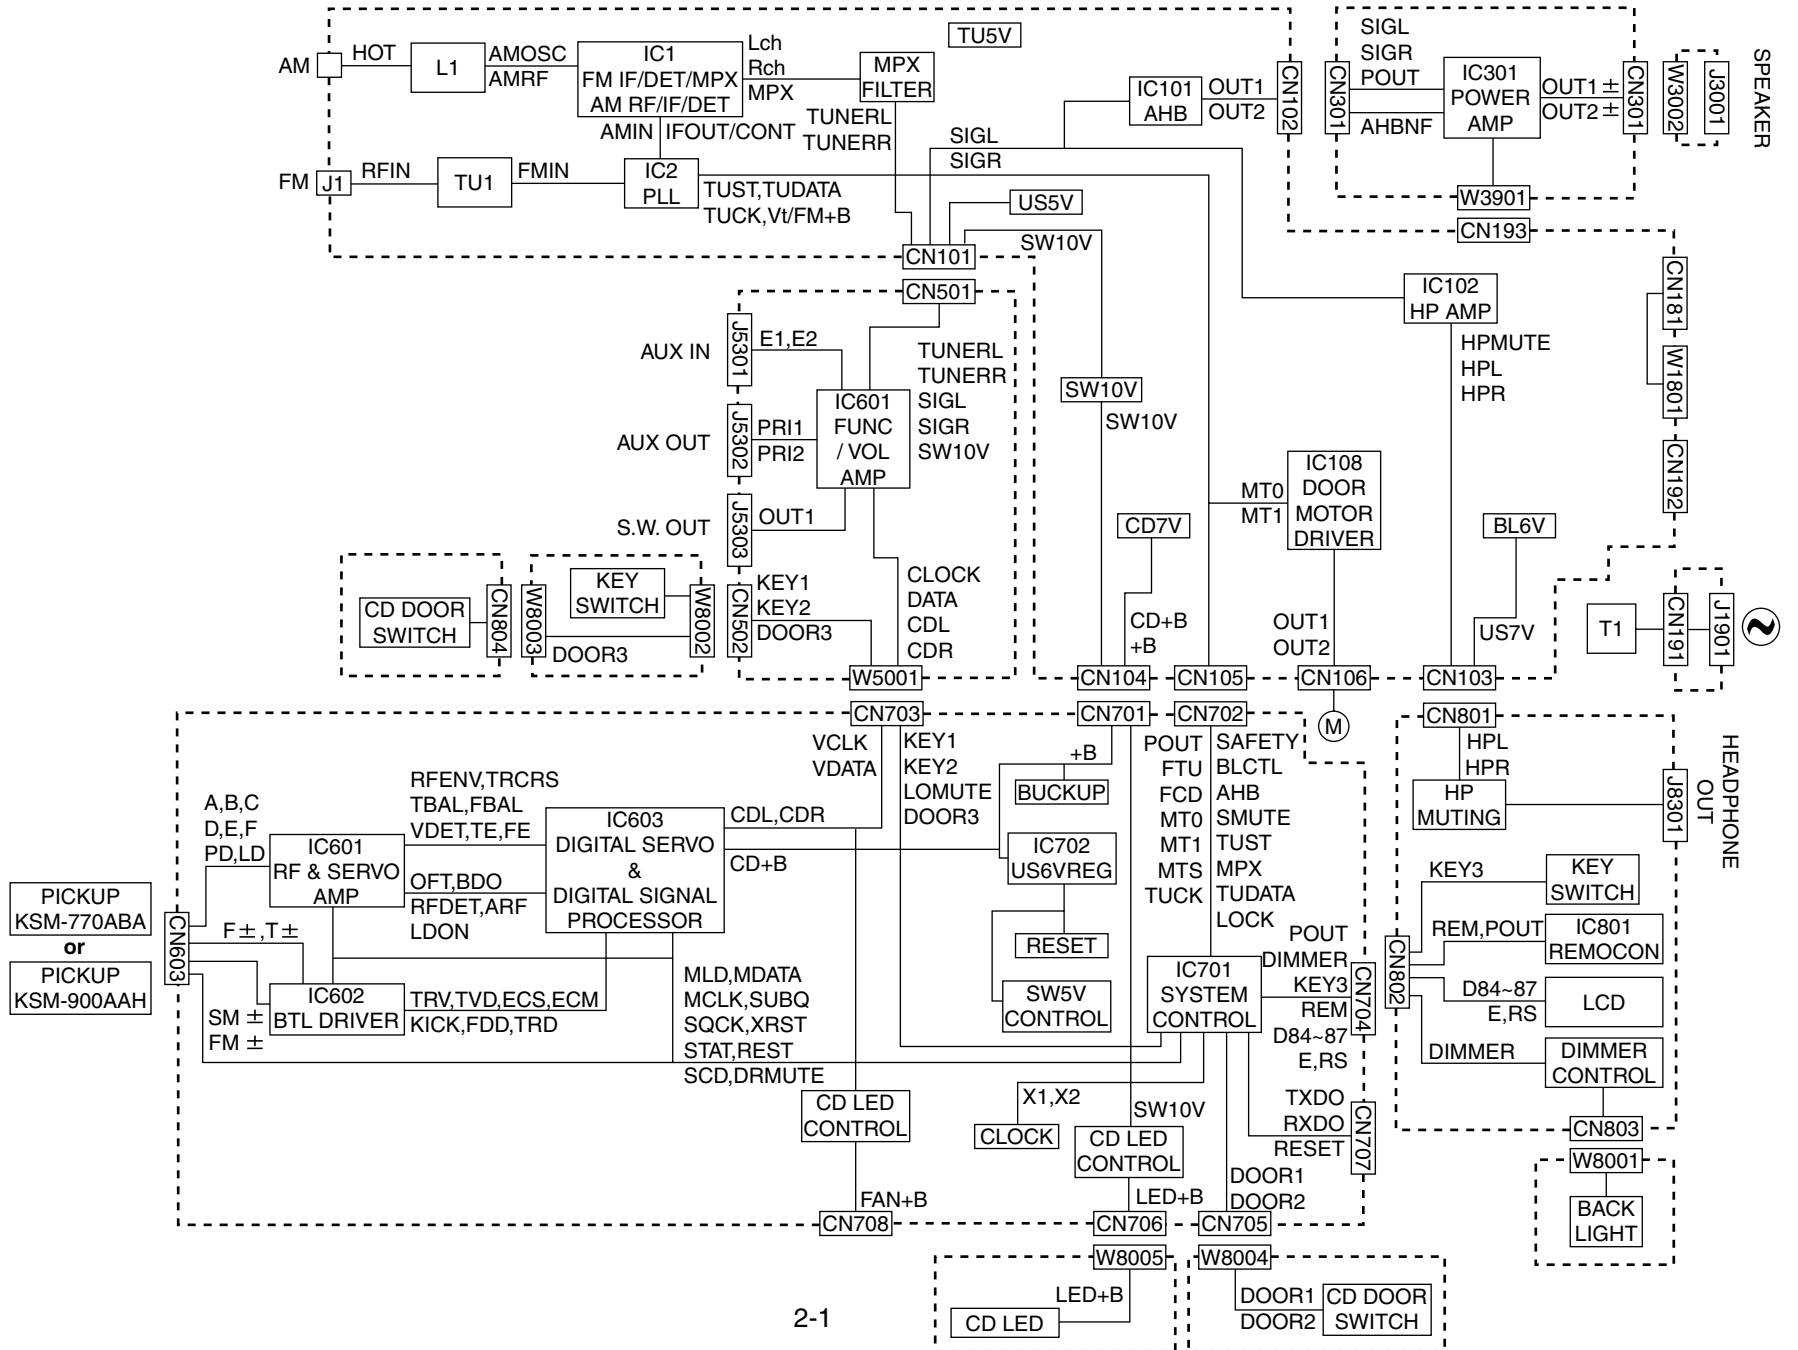 AM
HOT
L1
AMOSC
AMRF
IC1
FM IF/DET/MPX
AM RF/IF/DET
Lch
Rch
MPX
MPX
FILTER
TU5V
IC101
AHB
OUT1
OUT2
CN102
CN301
SIGL
SIGR
POUT
AHBNF
IC301
POWER
AMP
OUT1 ±
OUT2 ±
CN301
W3002
J3001
SPEAKER
FM
J1
RFIN
TU1
FMIN
AMIN
IFOUT/CONT
IC2
PLL
TUNERL
TUNERR
TUST,TUDATA
TUCK,Vt/FM+B
SIGL
SIGR
US5V
SW10V
CN101
W3901
CN193
CN501
IC102
HP AMP
CN181
W1801
CN192
AUX IN
J5301
E1,E2
TUNERL
TUNERR
SIGL
SIGR
SW10V
AUX OUT
J5302
PRI1
PRI2
IC601
FUNC
/ VOL
AMP
S.W. OUT
J5303
OUT1
SW10V
SW10V
HPMUTE
HPL
HPR
MT0
MT1
IC108
DOOR
MOTOR
DRIVER
CD7V
BL6V
CD DOOR
SWITCH
CN804
W8003
KEY
SWITCH
DOOR3
W8002
CN502
KEY1
KEY2
DOOR3
CLOCK
DATA
CDL
CDR
CD+B
+B
OUT1
OUT2
US7V
T1
CN191
J1901
W5001
CN104
CN105
CN106
CN103
CN703
CN701
CN702
M
CN801
VCLK
VDATA
KEY1
KEY2
LOMUTE
DOOR3
+B
BUCKUP
POUT
FTU
FCD
MT0
MT1
MTS
TUCK
SAFETY
BLCTL
AHB
SMUTE
TUST
MPX
TUDATA
LOCK
HPL
HPR
HP
MUTING
J8301
HEADPHONE
OUT
A,B,C
D,E,F
PD,LD
RFENV,TRCRS
TBAL,FBAL
VDET,TE,FE
IC601
RF & SERVO
AMP
OFT,BDO
RFDET,ARF
LDON
IC603
DIGITAL SERVO
&
DIGITAL SIGNAL
PROCESSOR
CDL,CDR
CD+B
IC702
US6VREG
RESET
SW5V
CONTROL
PICKUP
KSM-770ABA
or
PICKUP
KSM-900AAH
CN603
F±,T±
SM ±
FM ±
IC602
BTL DRIVER
TRV,TVD,ECS,ECM
KICK,FDD,TRD
MLD,MDATA
MCLK,SUBQ
SQCK,XRST
STAT,REST
SCD,DRMUTE
IC701
SYSTEM
CONTROL
POUT
DIMMER
KEY3
REM
D84~87
E,RS
CN704
CN802
KEY3
KEY
SWITCH
REM,POUT
IC801
REMOCON
D84~87
E,RS
LCD
DIMMER
DIMMER
CONTROL
CN803
W8001
BACK
LIGHT
CD LED
CONTROL
X1,X2
CLOCK
SW10V
CD LED
CONTROL
TXDO
RXDO
RESET
CN707
FAN+B
LED+B
DOOR1
DOOR2
CN708
CN706
CN705
W8005
W8004
LED+B
CD LED
DOOR1
DOOR2
CD DOOR
SWITCH
2-1